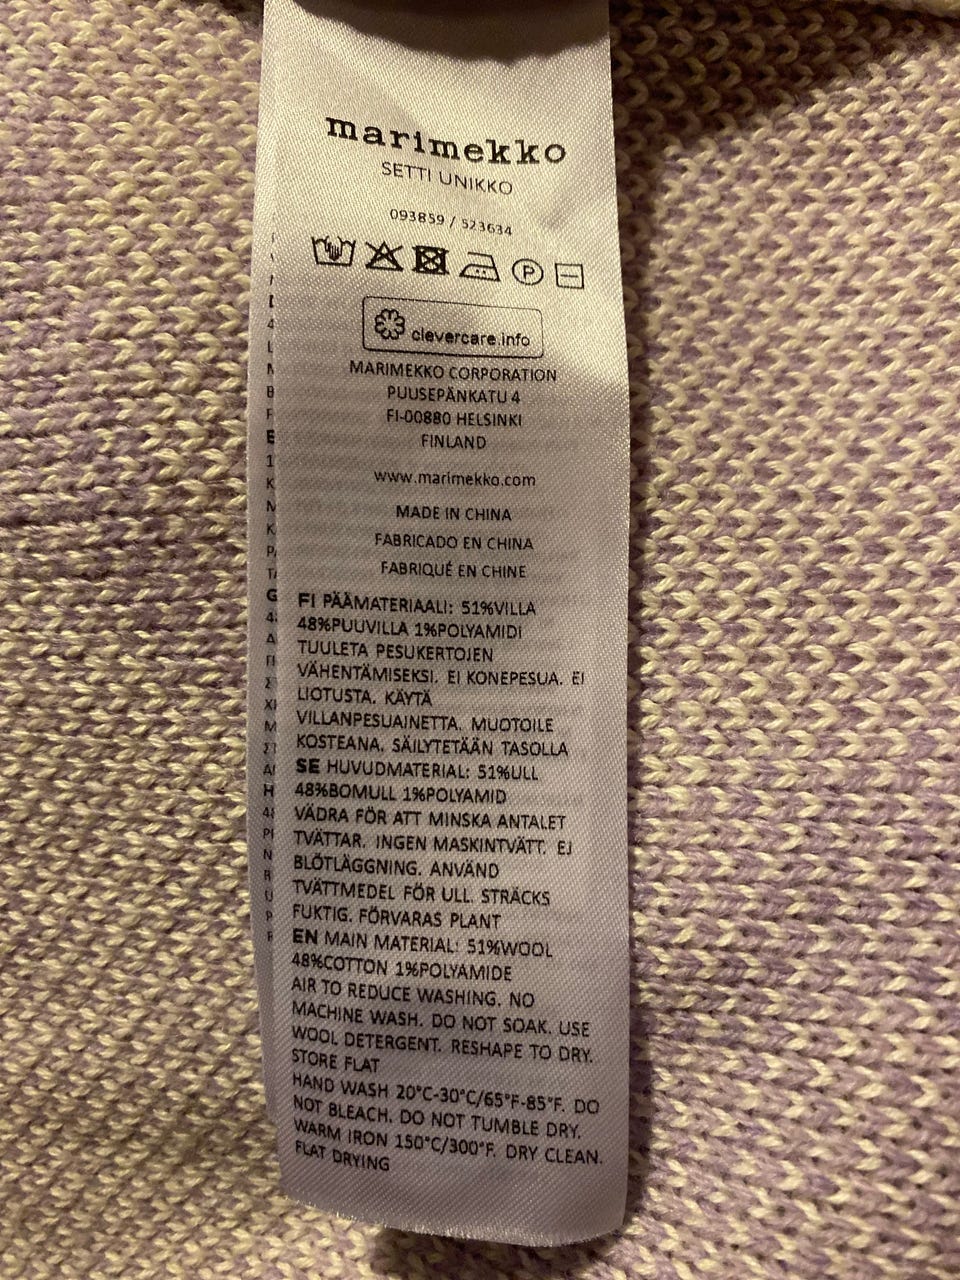 marimekko
SETTI UNIKKO
093859 / 523634
P
clevercare.info
MARIMEKKO CORPORATION
PUUSEPÄNKATU 4
FI-00880 HELSINKI
FINLAND
www.marimekko.com
MADE IN CHINA
FABRICADO EN CHINA
FABRIQUÉ EN CHINE
FI PÄÄMATERIAALI: 51%VILLA
48%PUUVILLA 1%POLYAMIDI
TUULETA PESUKERTOJEN
VÄHENTÄMISEKSI. EI KONEPESUA. EI
LIOTUSTA. KÄYTÄ
VILLANPESUAINETTA. MUOTOILE
KOSTEANA. SÄILYTETÄÄN TASOLLA
SE HUVUDMATERIAL: 51%ULL
48%BOMULL 1%POLYAMID
VÄDRA FÖR ATT MINSKA ANTALET
TVÄTTAR. INGEN MASKINTVÄTT. EJ
BLÖTLÄGGNING. ANVÄND
TVÄTTMEDEL FÖR ULL. STRÄCKS
FUKTIG. FÖRVARAS PLANT
EN MAIN MATERIAL: 51%WOOL
48%COTTON 1%POLYAMIDE
AIR TO REDUCE WASHING. NO
MACHINE WASH. DO NOT SOAK. USE
WOOL DETERGENT. RESHAPE TO DRY.
STORE FLAT
HAND WASH 20°C-30°C/65°F-85°F. DO
NOT BLEACH. DO NOT TUMBLE DRY.
WARM IRON 150°C/300°F. DRY CLEAN.
FLAT DRYING